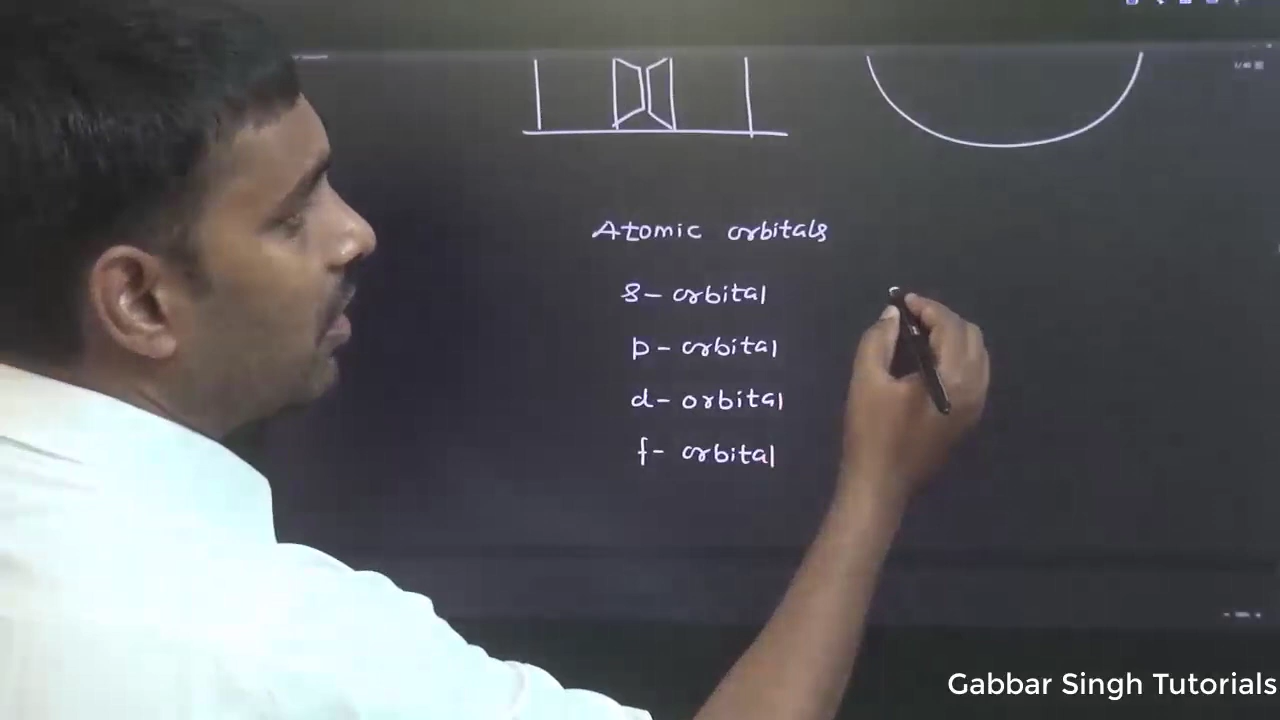 Atomic orbitals
s- orbital
p - orbital
d- orbital
f- orbital
Gabbar Singh Tutorials